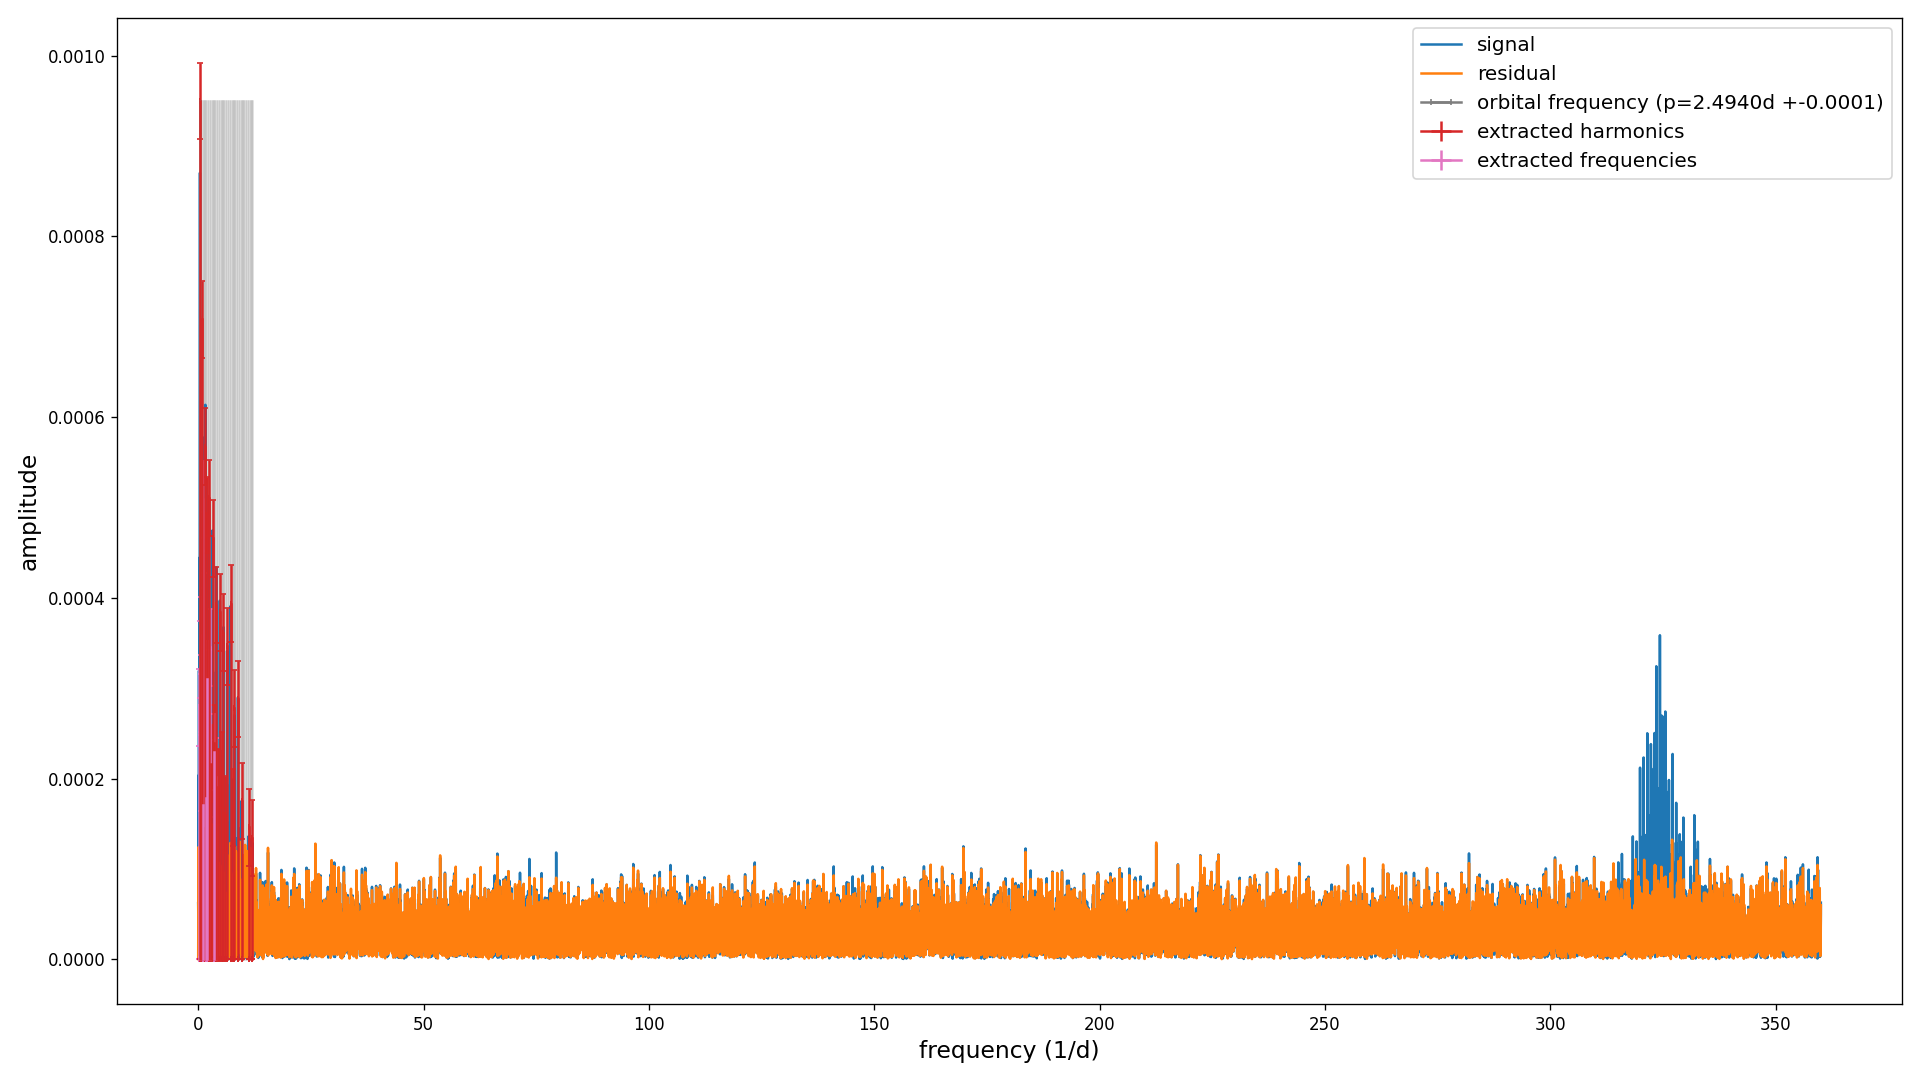 signal
residual
orbital frequency (p=2.4940d +-0.0001)
extracted harmonics
extracted frequencies
0.0010
0.0008
0.0006
0.0004
0.0002
0.0000
amplitude
0 50 100 150 200 250 300 350
frequency (1/d)